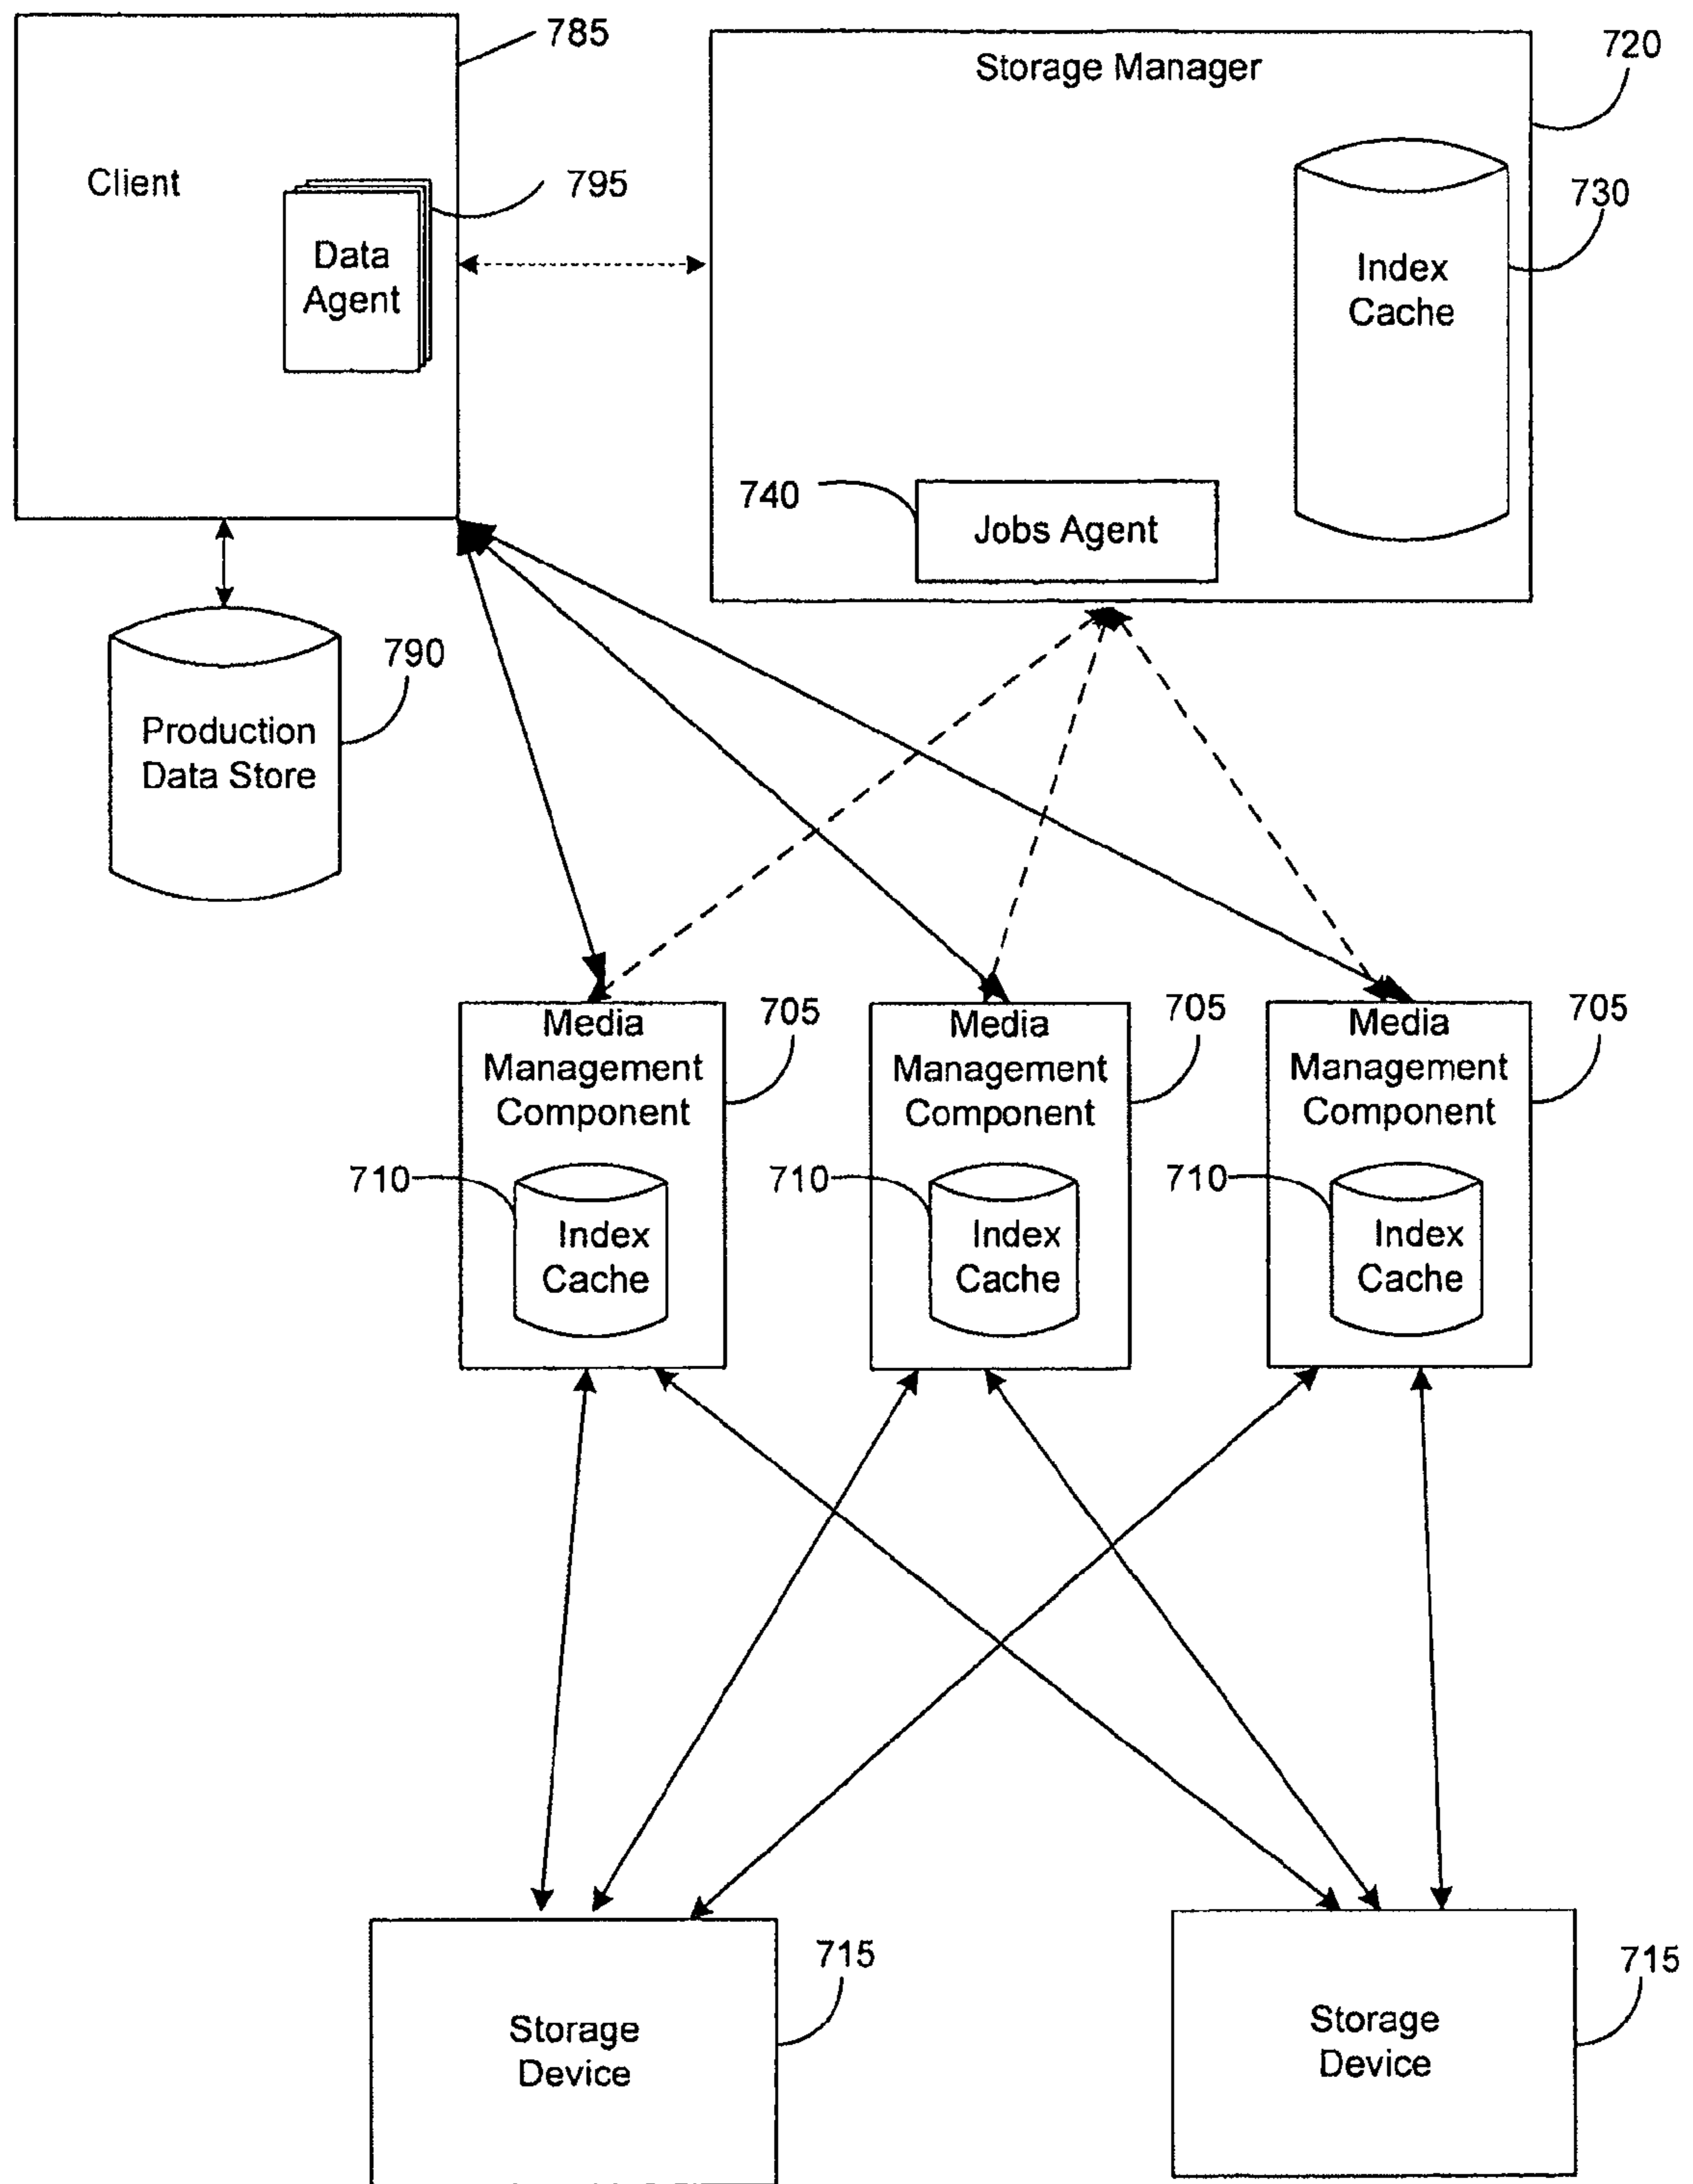 785
Storage Manager
720
Client
795
730
Data
Agent
Index
Cache
740
Jobs Agent
790
Production
Data Store
Media
Management
Component
705
Media
Management
Component
705
Media
Management
Component
705
710
Index
Cache
710
Index
Cache
710
Index
Cache
715
Storage
Device
715
Storage
Device